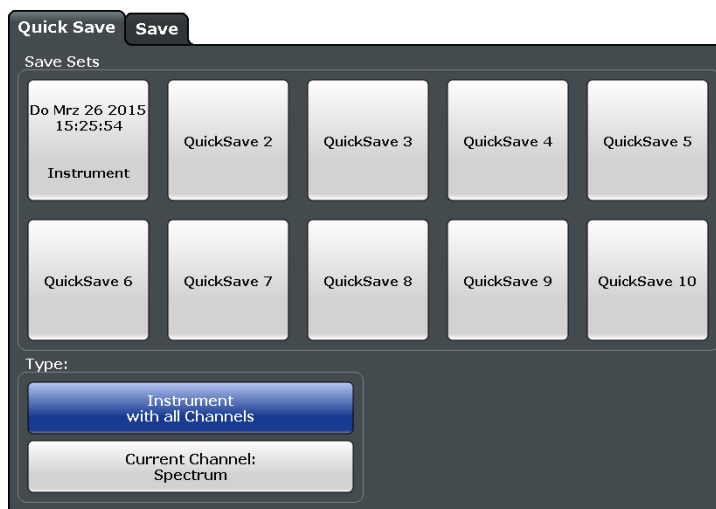 Quick Save
Save
Save Sets
Do Mrz 26 2015
15:25:54
Instrument
QuickSave 2
QuickSave 3
QuickSave 4
QuickSave 5
QuickSave 6
QuickSave 7
QuickSave 8
QuickSave 9
QuickSave 10
Type:
Instrument
with all Channels
Current Channel:
Spectrum